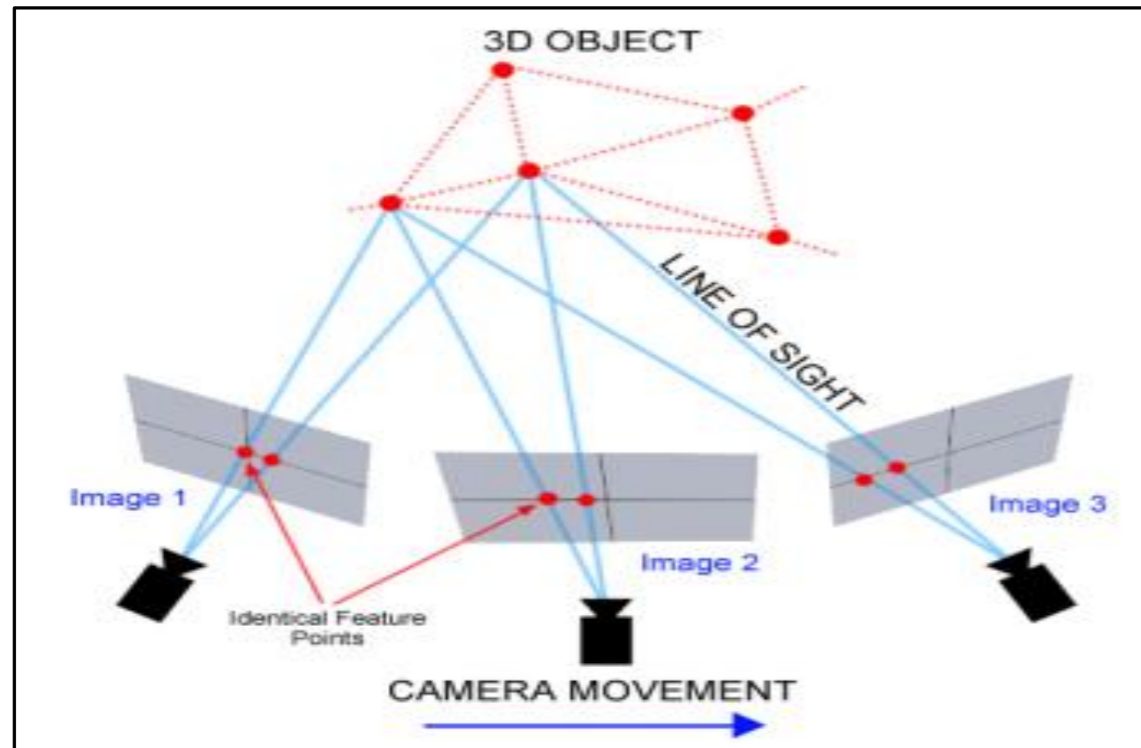 3D OBJECT
LINE OF SIGHT
Image 1
Image 2
Image 3
Identical Feature
Points
CAMERA MOVEMENT